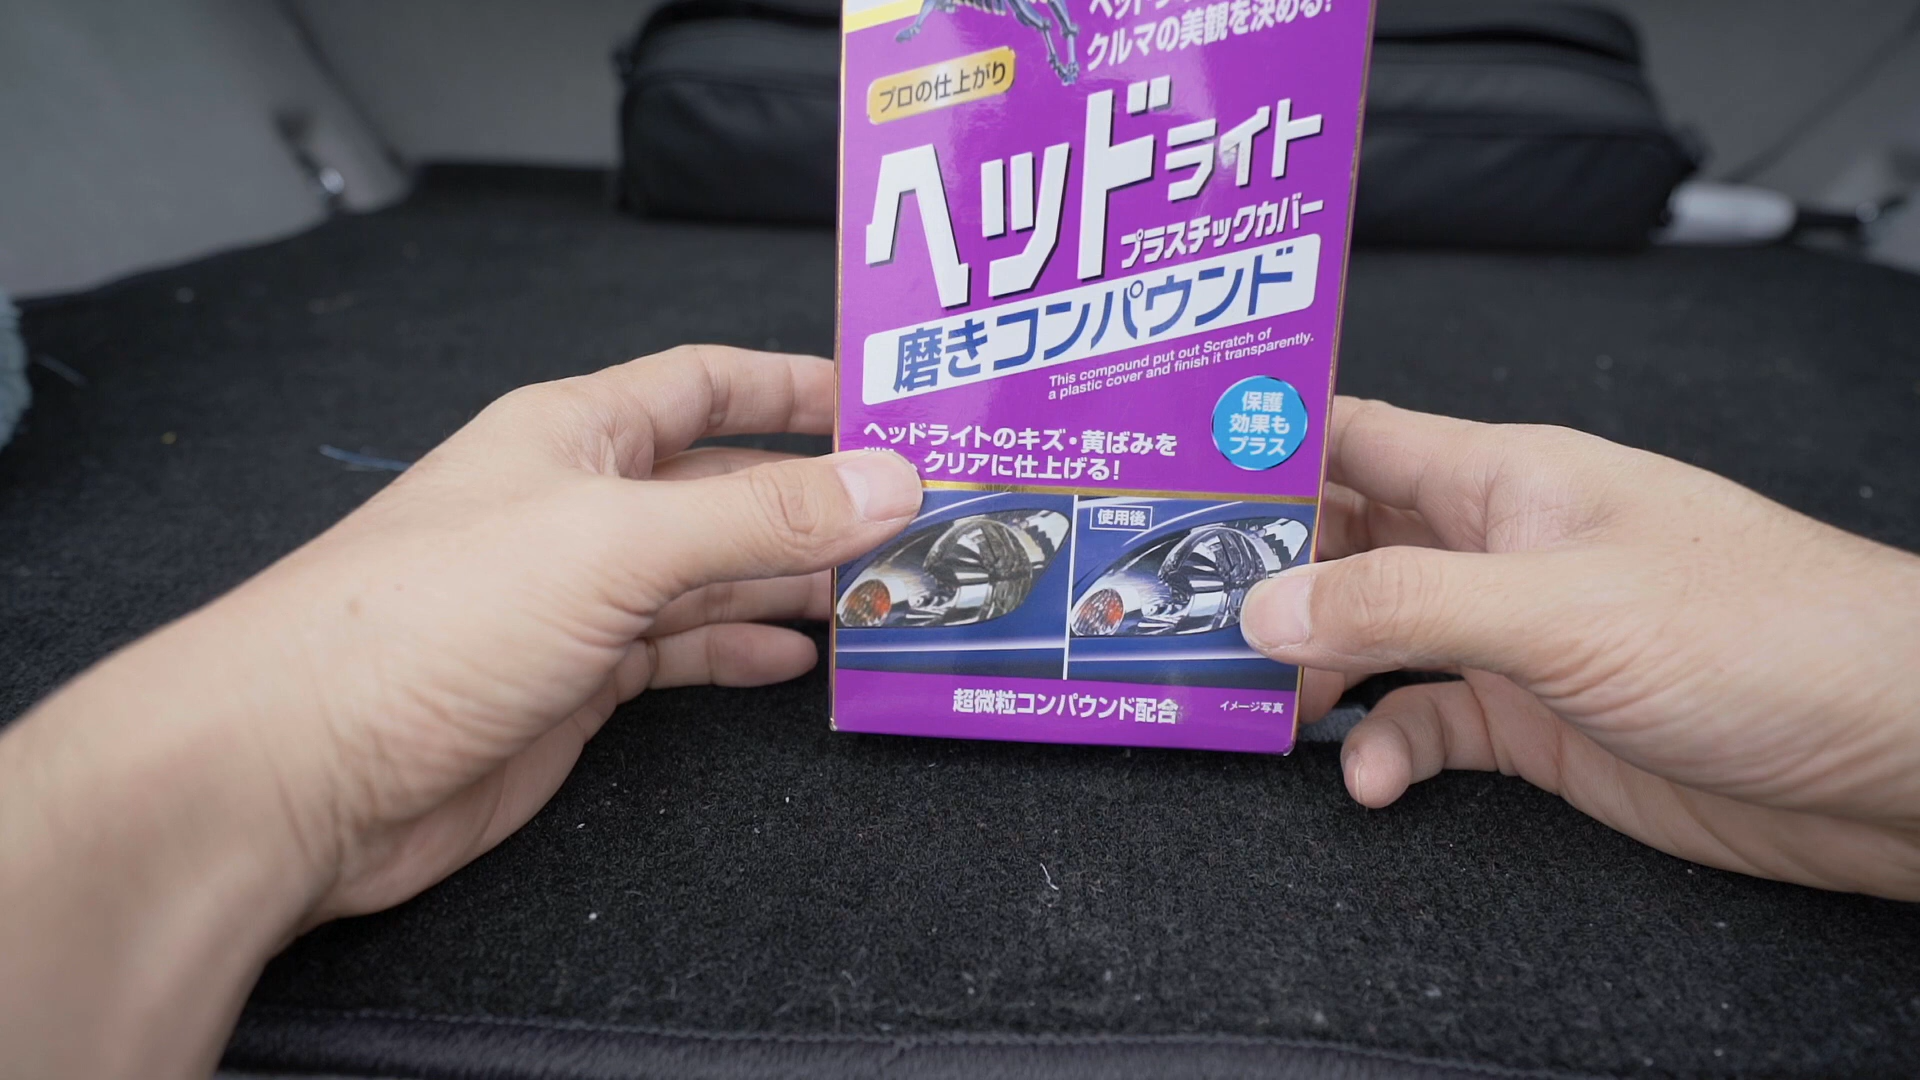 クルマの美観を決める!
プロの仕上がり
ヘッドライト
プラスチックカバー
磨きコンパウンド
This compound put out Scratch of
a plastic cover and finish it transparently.
保護
効果も
プラス
ヘッドライトのキズ・黄ばみを
クリアに仕上げる!
使用後
超微粒コンパウンド配合
イメージ写真